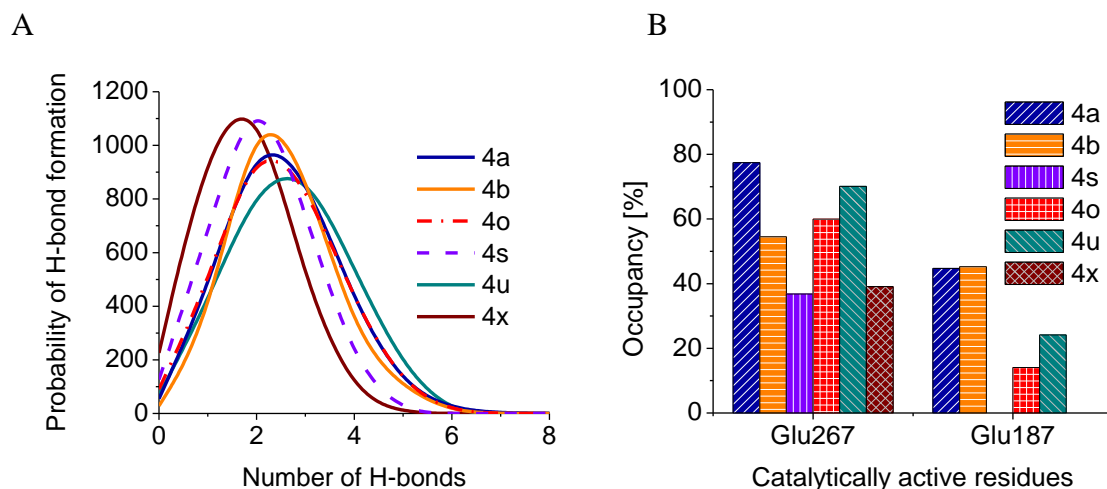 A
Probability of H-bond formation
1200
1000
800
600
400
200
0
0 2 4 6 8
Number of H-bonds
4a
4b
4o
4s
4u
4x
B
Occupancy [%]
100
80
60
40
20
0
Glu267 Glu187
Catalytically active residues
4a
4b
4s
4o
4u
4x